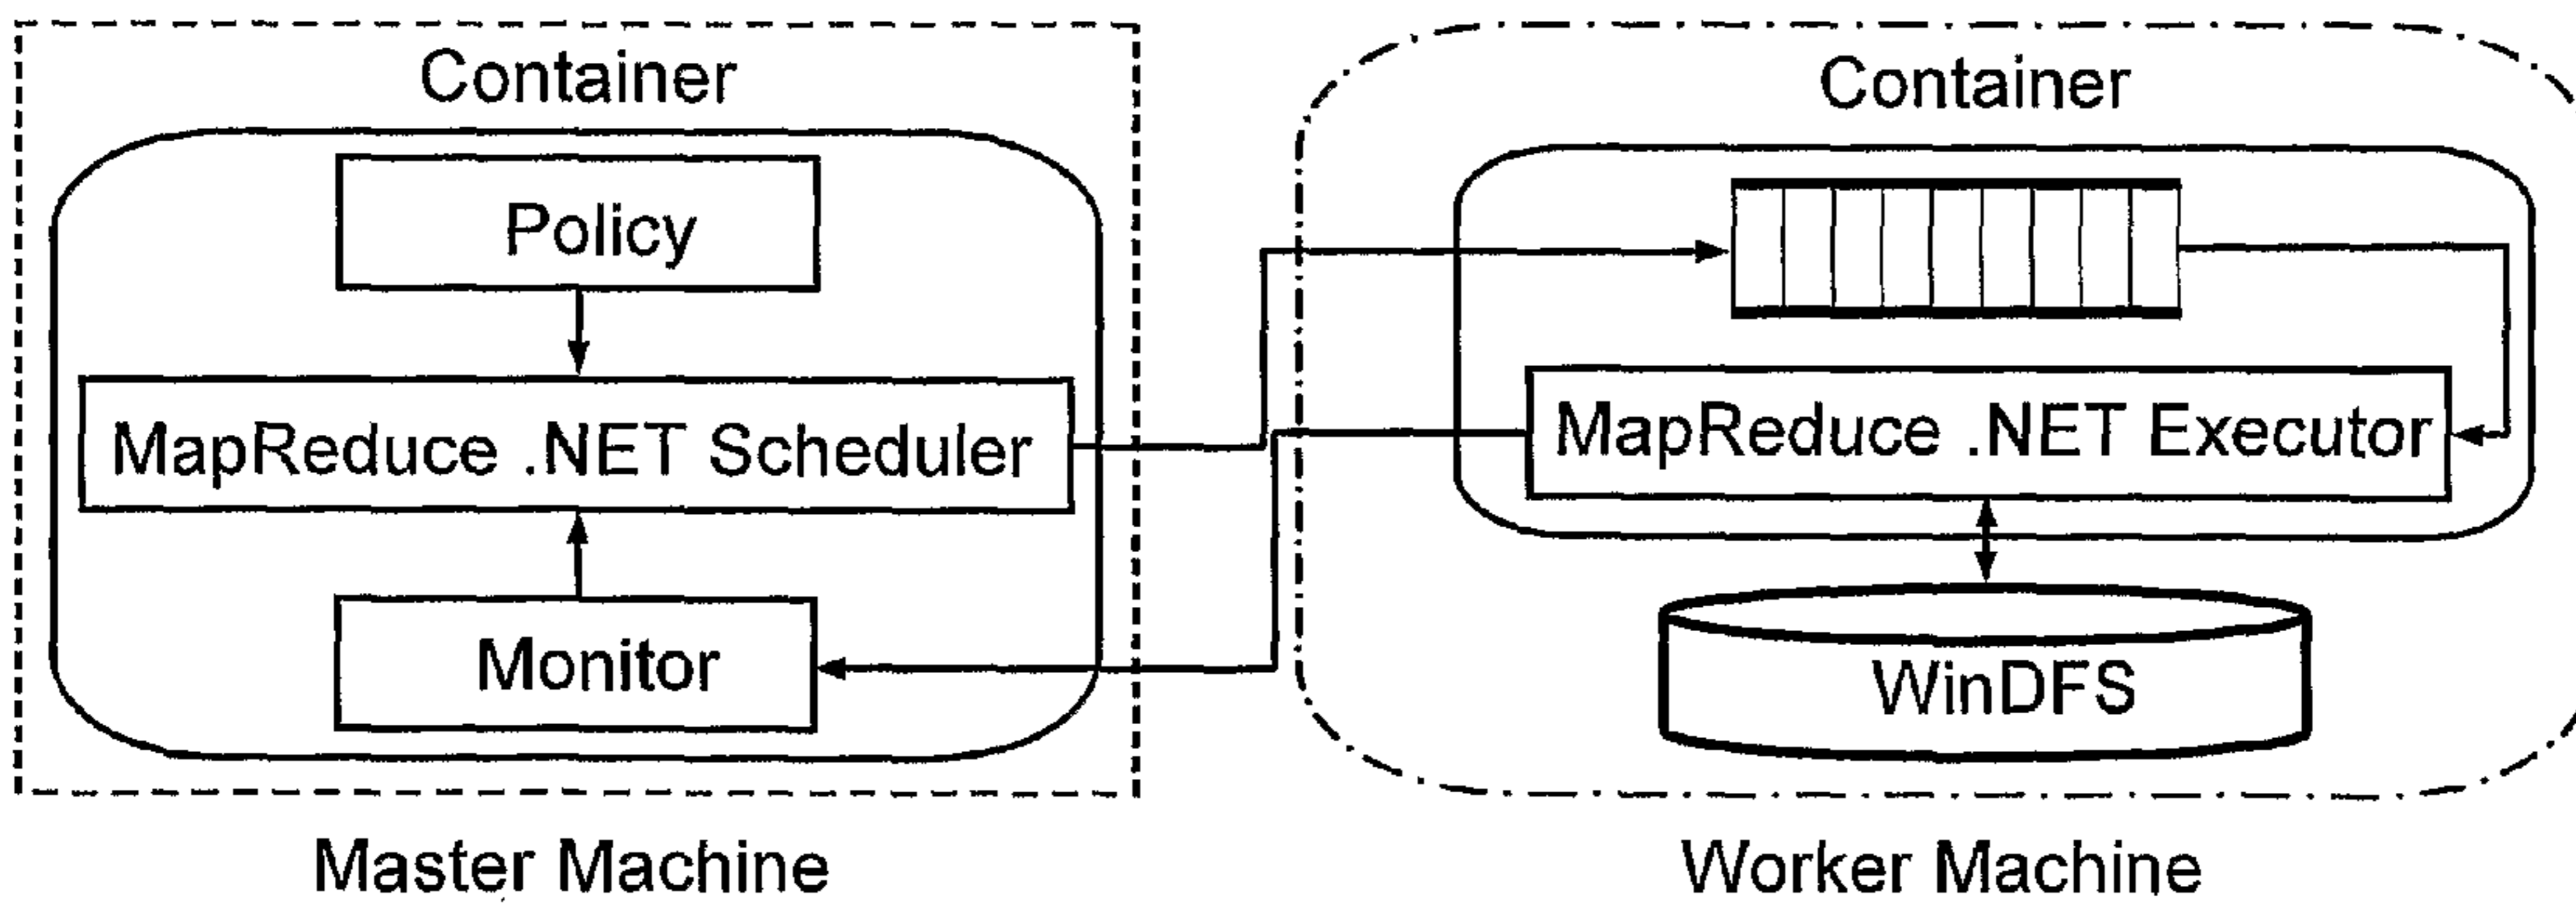 Container
Policy
MapReduce .NET Scheduler
Monitor
Master Machine
Container
MapReduce .NET Executor
WinDFS
Worker Machine